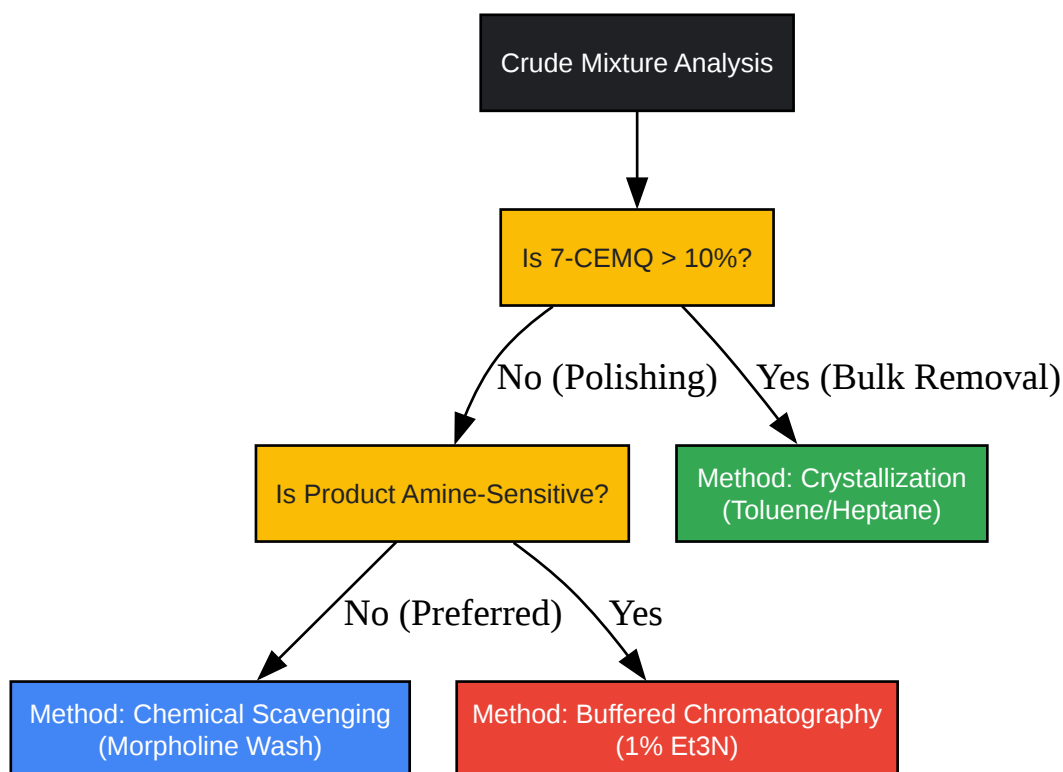 Crude Mixture Analysis
Is 7-CEMQ > 10%?
No (Polishing)
Yes (Bulk Removal)
Is Product Amine-Sensitive?
Method: Crystallization
(Toluene/Heptane)
No (Preferred)
Yes
Method: Chemical Scavenging
(Morpholine Wash)
Method: Buffered Chromatography
(1% Et3N)